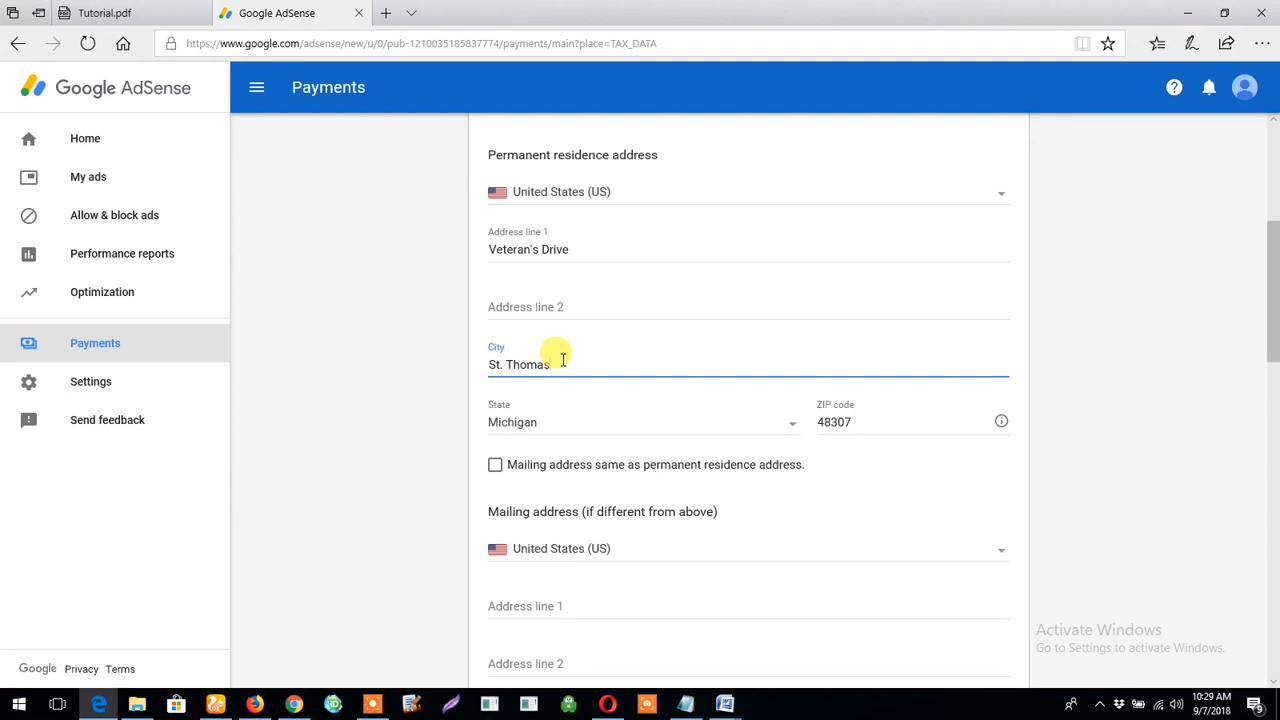 Tutorial.pdf
Google AdSense
https://www.google.com/adsense/new/u/0/pub-1210035185837774/payments/main?place=TAX_DATA
Google AdSense
Payments
Home
My ads
Allow & block ads
Performance reports
Optimization
Payments
Settings
Send feedback
Google Privacy Terms
Permanent residence address
United States (US)
Address line 1
Veteran's Drive
Address line 2
City
St. Thomas
State
Michigan
ZIP code
48307
Mailing address same as permanent residence address.
Mailing address (if different from above)
United States (US)
Address line 1
Address line 2
Activate Windows
Go to Settings to activate Windows.
10:29 AM
9/7/2018